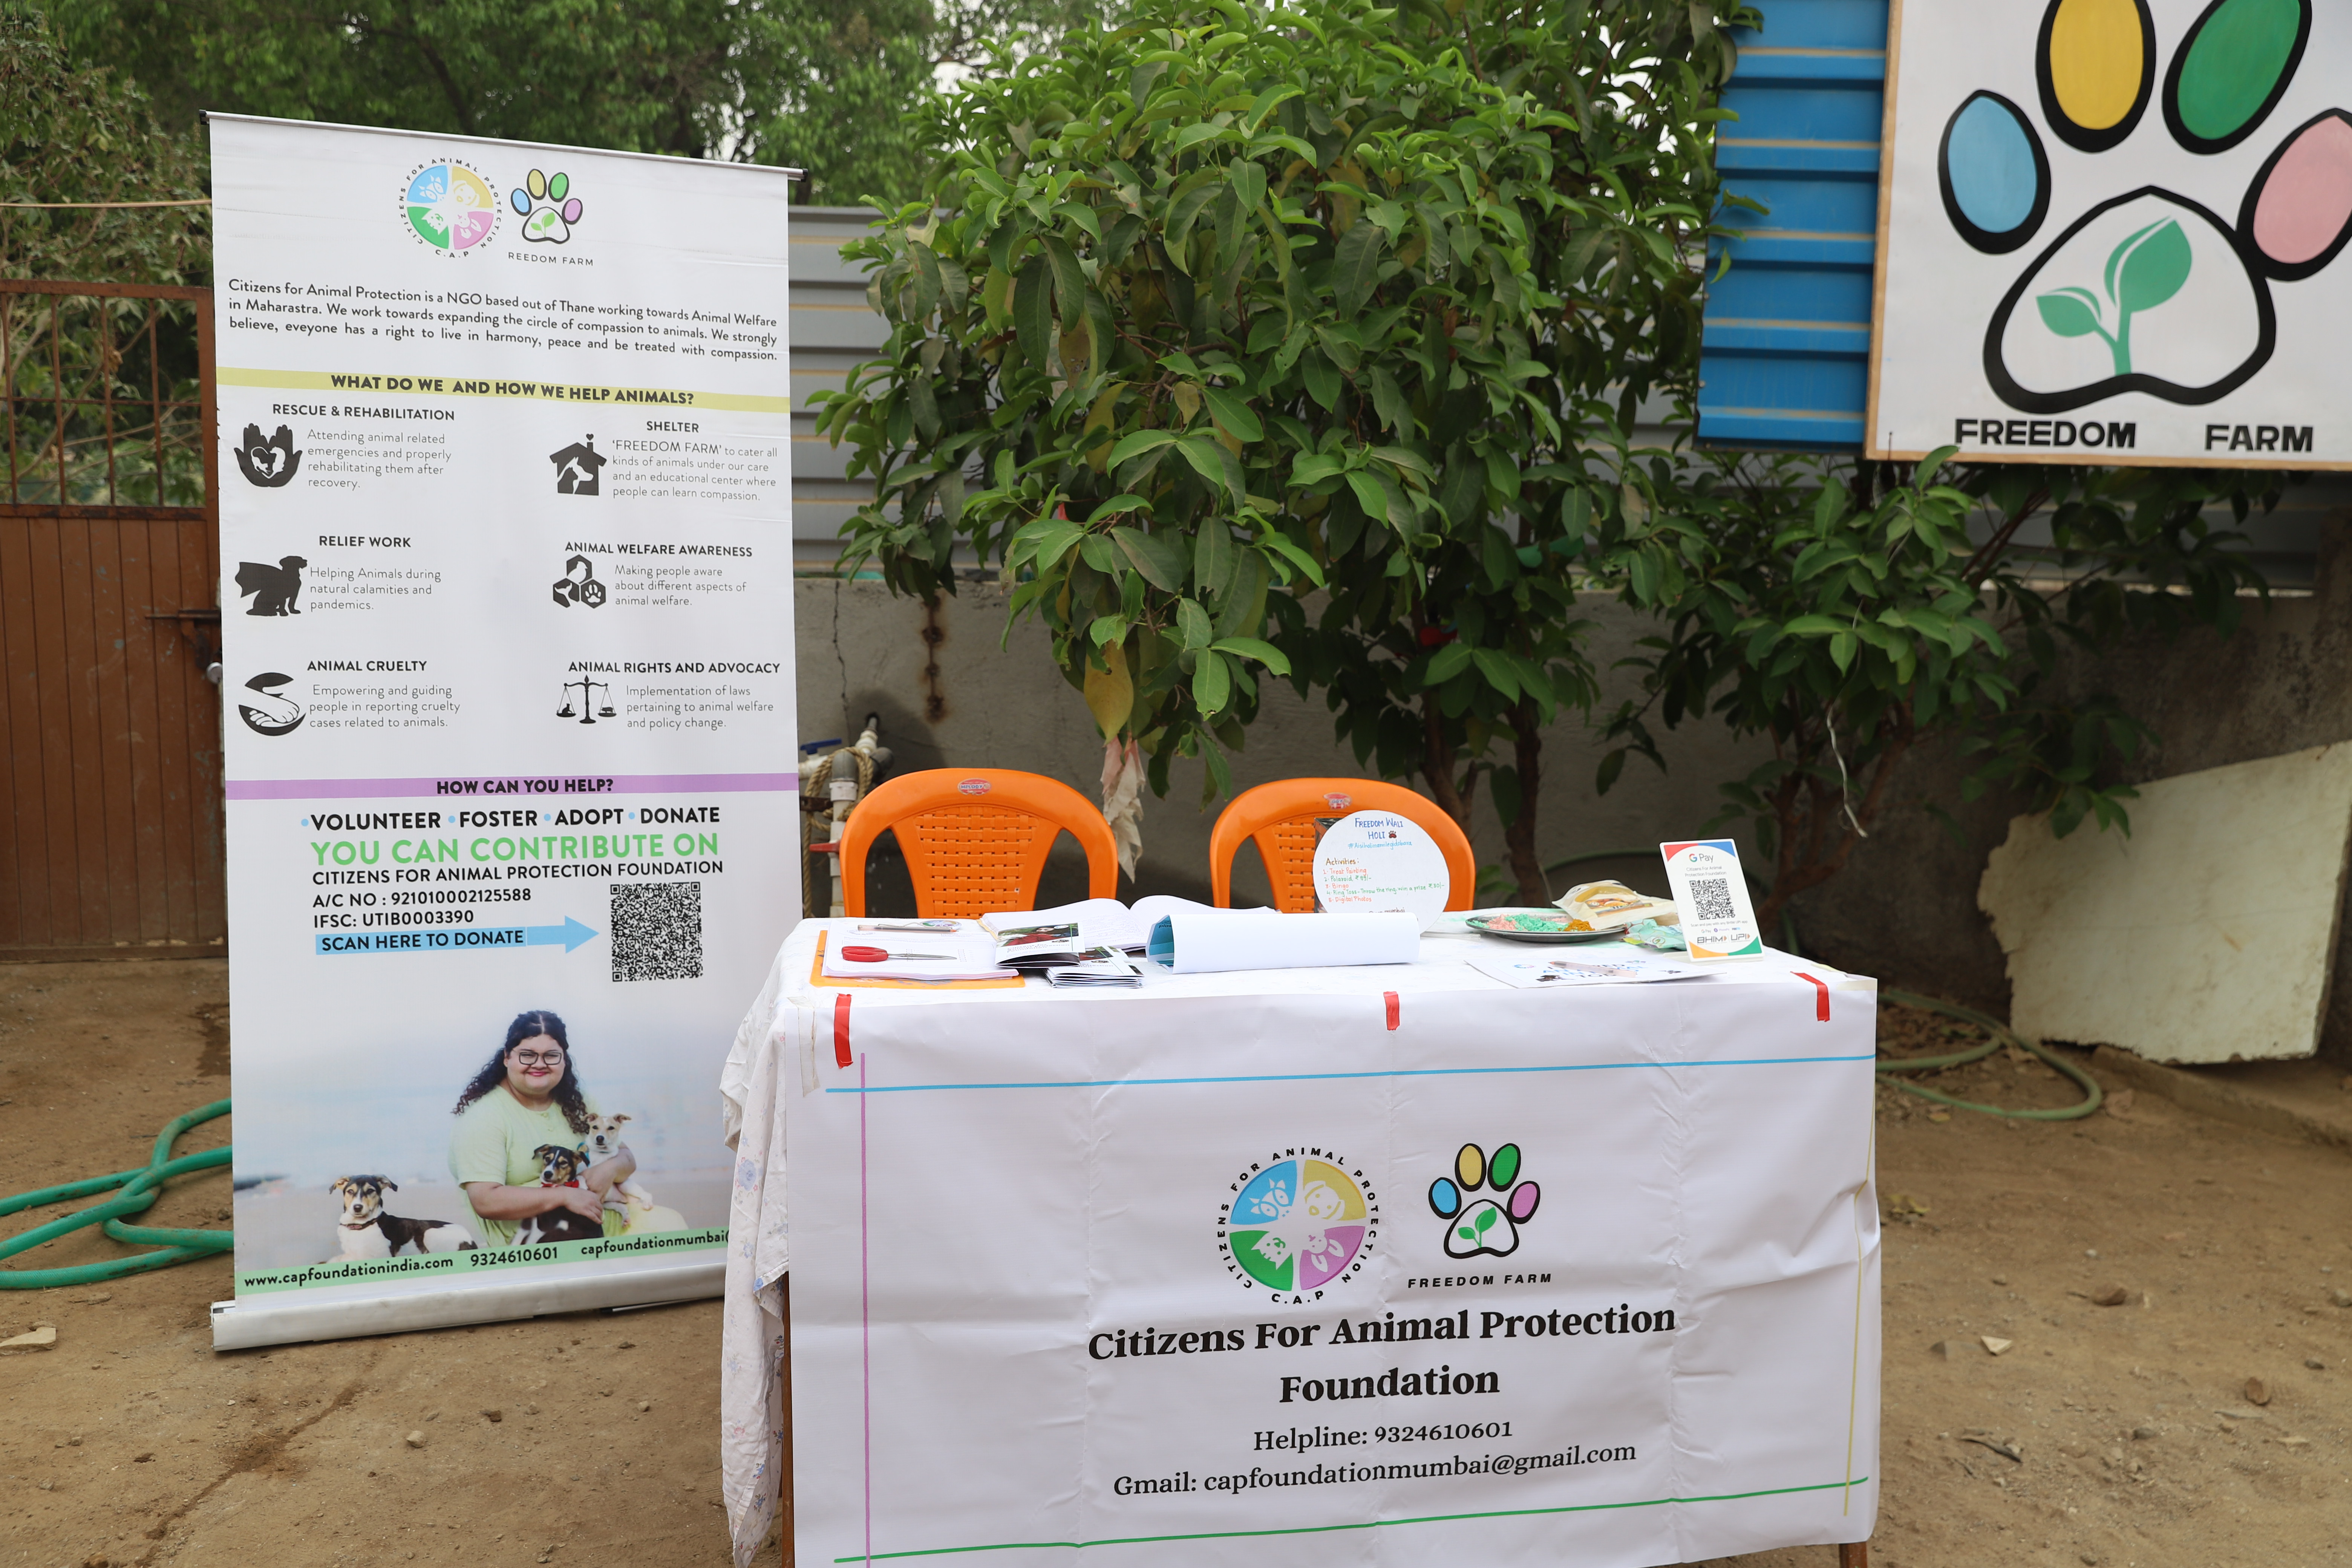 CITIZENS FOR ANIMAL PROTECTION
C.A.P
REEDOM FARM
Citizens for Animal Protection is a NGO based out of Thane working towards Animal Welfare
in Maharastra. We work towards expanding the circle of compassion to animals. We strongly
believe, eveyone has a right to live in harmony, peace and be treated with compassion.
WHAT DO WE AND HOW WE HELP ANIMALS?
RESCUE & REHABILITATION
Attending animal related
emergencies and properly
rehabilitating them after
recovery.
SHELTER
'FREEDOM FARM' to cater all
kinds of animals under our care
and an educational center where
people can learn compassion.
RELIEF WORK
Helping Animals during
natural calamities and
pandemics.
ANIMAL WELFARE AWARENESS
Making people aware
about different aspects of
animal welfare.
ANIMAL CRUELTY
Empowering and guiding
people in reporting cruelty
cases related to animals.
ANIMAL RIGHTS AND ADVOCACY
Implementation of laws
pertaining to animal welfare
and policy change.
HOW CAN YOU HELP?
•VOLUNTEER •FOSTER •ADOPT •DONATE
YOU CAN CONTRIBUTE ON
CITIZENS FOR ANIMAL PROTECTION FOUNDATION
A/C NO : 921010002125588
IFSC: UTIB0003390
SCAN HERE TO DONATE
www.capfoundationindia.com 9324610601 capfoundationmumbai@
FREEDOM FARM
FREEDOM WALI
HOLI
Activities:
G Pay
Citizens For Animal
Protection Foundation
BHIM UPI
CITIZENS FOR ANIMAL PROTECTION
C.A.P
FREEDOM FARM
Citizens For Animal Protection
Foundation
Helpline: 9324610601
Gmail: capfoundationmumbai@gmail.com